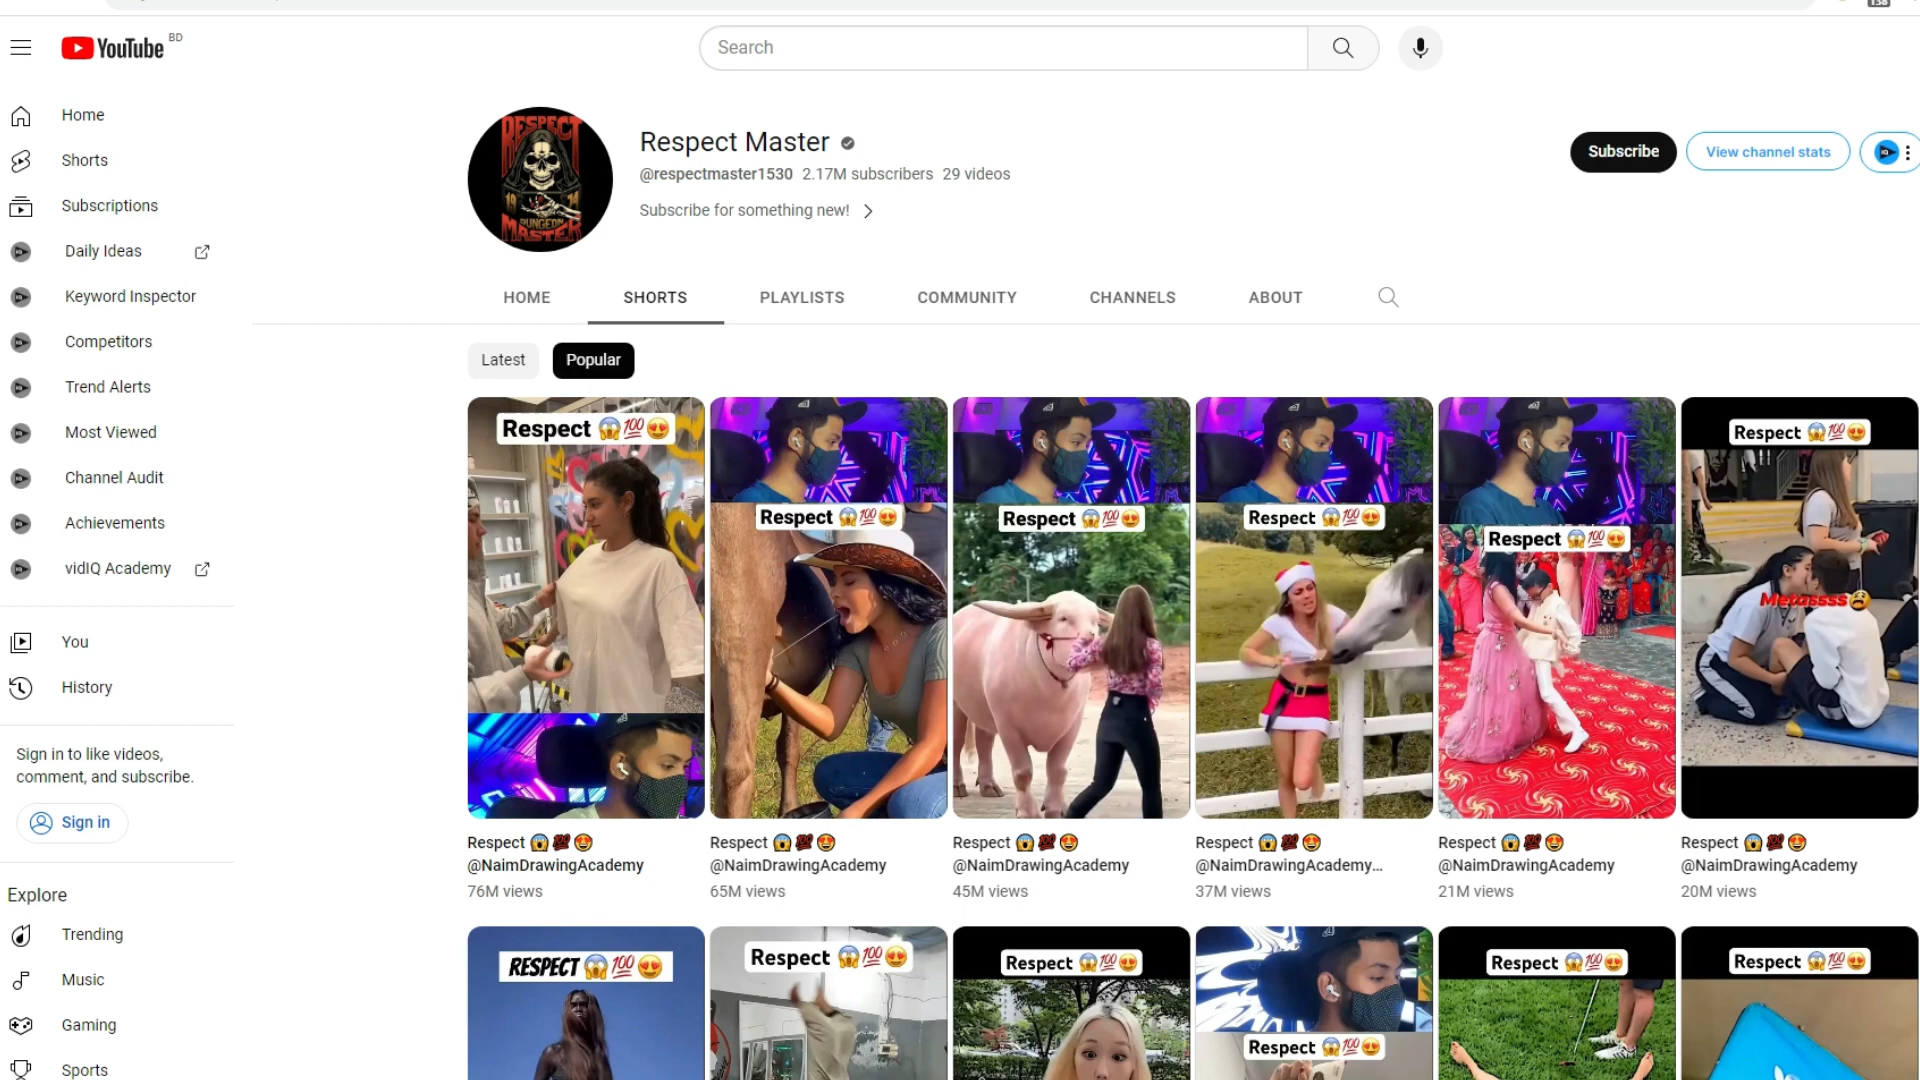 YouTube BD
Search
Home
Shorts
Subscriptions
Daily Ideas
Keyword Inspector
Competitors
Trend Alerts
Most Viewed
Channel Audit
Achievements
vidIQ Academy
You
History
Sign in to like videos,
comment, and subscribe.
Sign in
Explore
Trending
Music
Gaming
Sports
RESPECT
DUNGEON
MASTER
Respect Master
@respectmaster1530 2.17M subscribers 29 videos
Subscribe for something new!
Subscribe
View channel stats
HOME SHORTS PLAYLISTS COMMUNITY CHANNELS ABOUT
Latest Popular
Respect 😱💯😍
Respect 😱💯😍
Respect 😱💯😍
Respect 😱💯😍
Respect 😱💯😍
Respect 😱💯😍
Metassss😫
Respect 😱💯😍
@NaimDrawingAcademy
76M views
Respect 😱💯😍
@NaimDrawingAcademy
65M views
Respect 😱💯😍
@NaimDrawingAcademy
45M views
Respect 😱💯😍
@NaimDrawingAcademy...
37M views
Respect 😱💯😍
@NaimDrawingAcademy
21M views
Respect 😱💯😍
@NaimDrawingAcademy
20M views
RESPECT 😱💯😍
Respect 😱💯😍
Respect 😱💯😍
Respect 😱💯😍
Respect 😱💯😍
Respect 😱💯😍